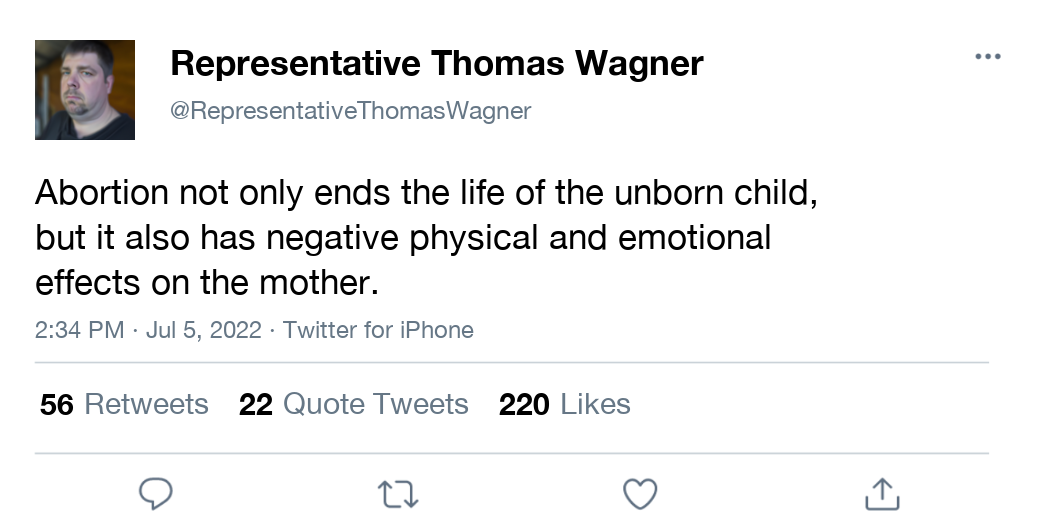 Representative Thomas Wagner
@RepresentativeThomasWagner
Abortion not only ends the life of the unborn child,
but it also has negative physical and emotional
effects on the mother.
2:34 PM · Jul 5, 2022 · Twitter for iPhone
56 Retweets 22 Quote Tweets 220 Likes